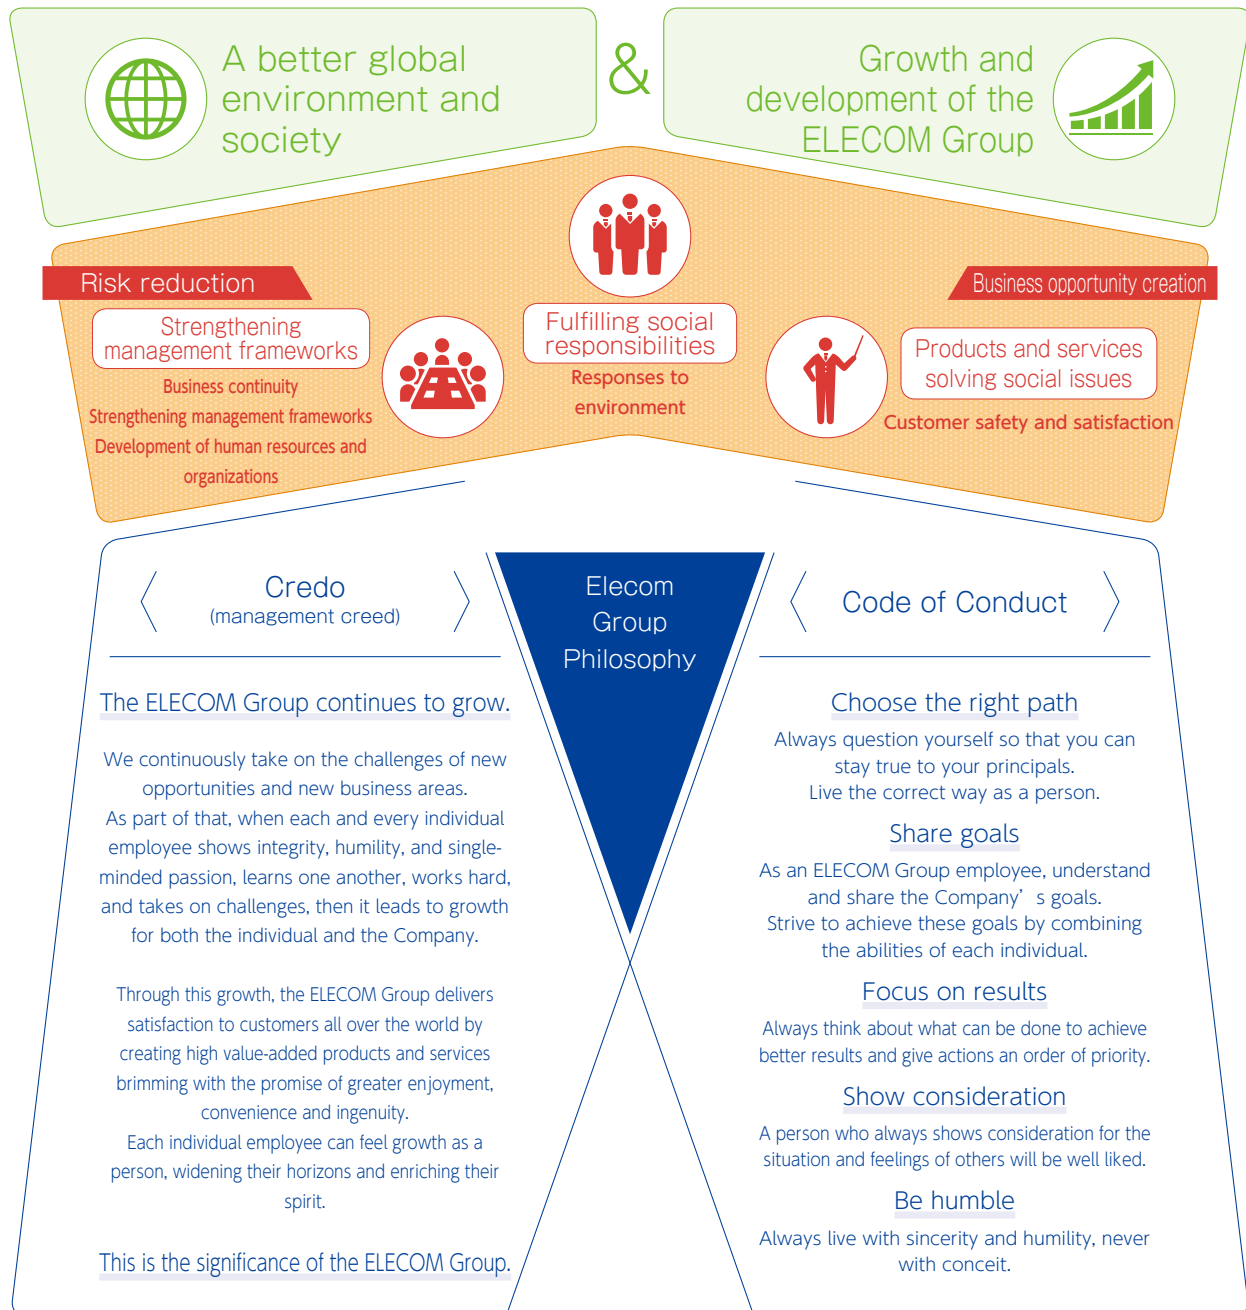 A better global
environment and
society
&
Growth and
development of the
ELECOM Group
Risk reduction
Strengthening
management frameworks
Business continuity
Strengthening management frameworks
Development of human resources and
organizations
Fulfilling social
responsibilities
Responses to
environment
Business opportunity creation
Products and services
solving social issues
Customer safety and satisfaction
Elecom
Group
Philosophy
Credo
(management creed)
The ELECOM Group continues to grow.
We continuously take on the challenges of new
opportunities and new business areas.
As part of that, when each and every individual
employee shows integrity, humility, and single-
minded passion, learns one another, works hard,
and takes on challenges, then it leads to growth
for both the individual and the Company.
Through this growth, the ELECOM Group delivers
satisfaction to customers all over the world by
creating high value-added products and services
brimming with the promise of greater enjoyment,
convenience and ingenuity.
Each individual employee can feel growth as a
person, widening their horizons and enriching their
spirit.
This is the significance of the ELECOM Group.
Code of Conduct
Choose the right path
Always question yourself so that you can
stay true to your principals.
Live the correct way as a person.
Share goals
As an ELECOM Group employee, understand
and share the Company’s goals.
Strive to achieve these goals by combining
the abilities of each individual.
Focus on results
Always think about what can be done to achieve
better results and give actions an order of priority.
Show consideration
A person who always shows consideration for the
situation and feelings of others will be well liked.
Be humble
Always live with sincerity and humility, never
with conceit.